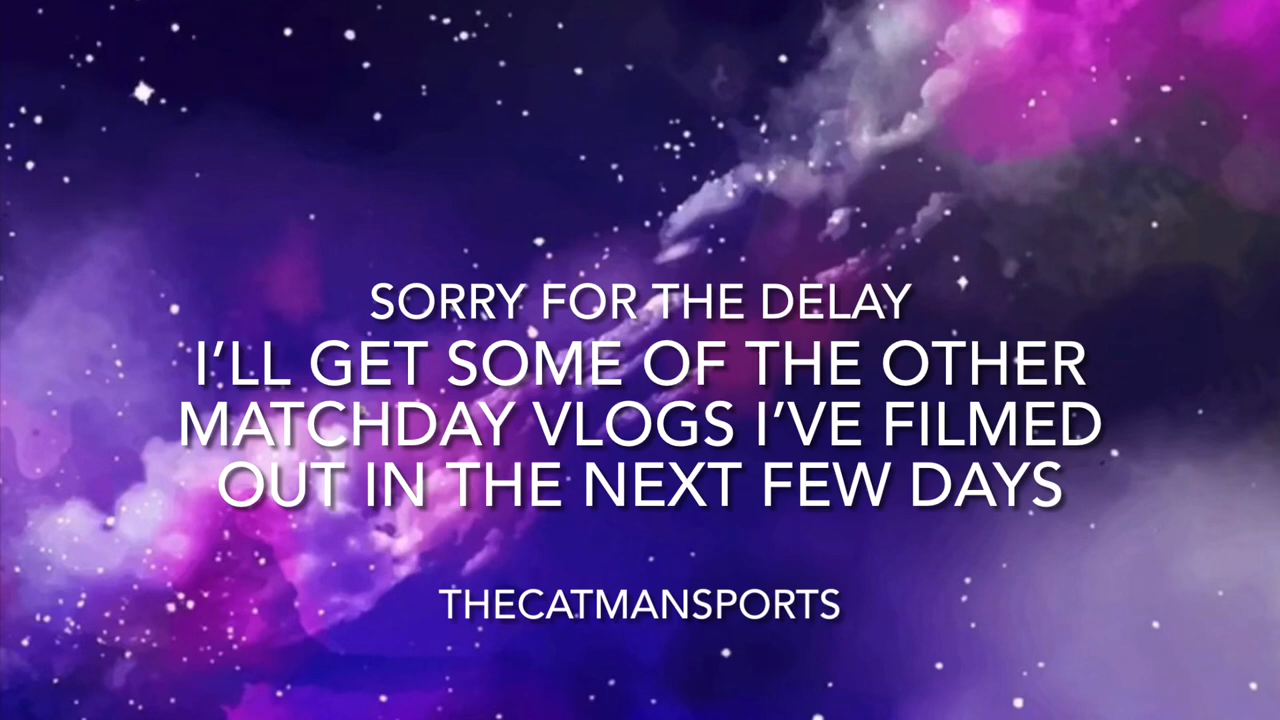 SORRY FOR THE DELAY
I’LL GET SOME OF THE OTHER
MATCHDAY VLOGS I’VE FILMED
OUT IN THE NEXT FEW DAYS
THECATMANSPORTS